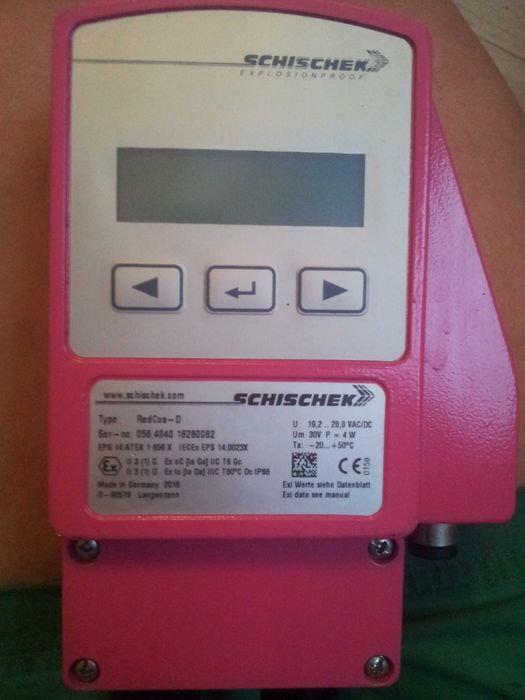 SCHISCHEK
EXPLOSIONPROOF
www.schischek.com SCHISCHEK
Type: RedCos-D
Ser-no: 056.4040 16280082
EPS 14 ATEX 1 656 X IECEx EPS 14.0023X
Ex II 3 (1) G Ex nC [ia Ga] IIC T6 Gc
II 3 (1) D Ex tc [ia Da] IIIC T80°C Dc IP66
Made in Germany 2016
D-90579 Langenzenn
U 19,2 .. 28,8 VAC/DC
Um 30V P = 4 W
Ta: -20...+50°C
CE 0158
Exi Werte siehe Datenblatt
Exi data see manual